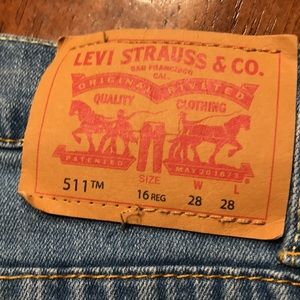 LEVI STRAUSS & CO.
SAN FRANCISCO
CAL.
ORIGINAL RIVETED
QUALITY CLOTHING
PATENTED MAY 20 1873
SIZE W L
511™ 16 REG 28 28